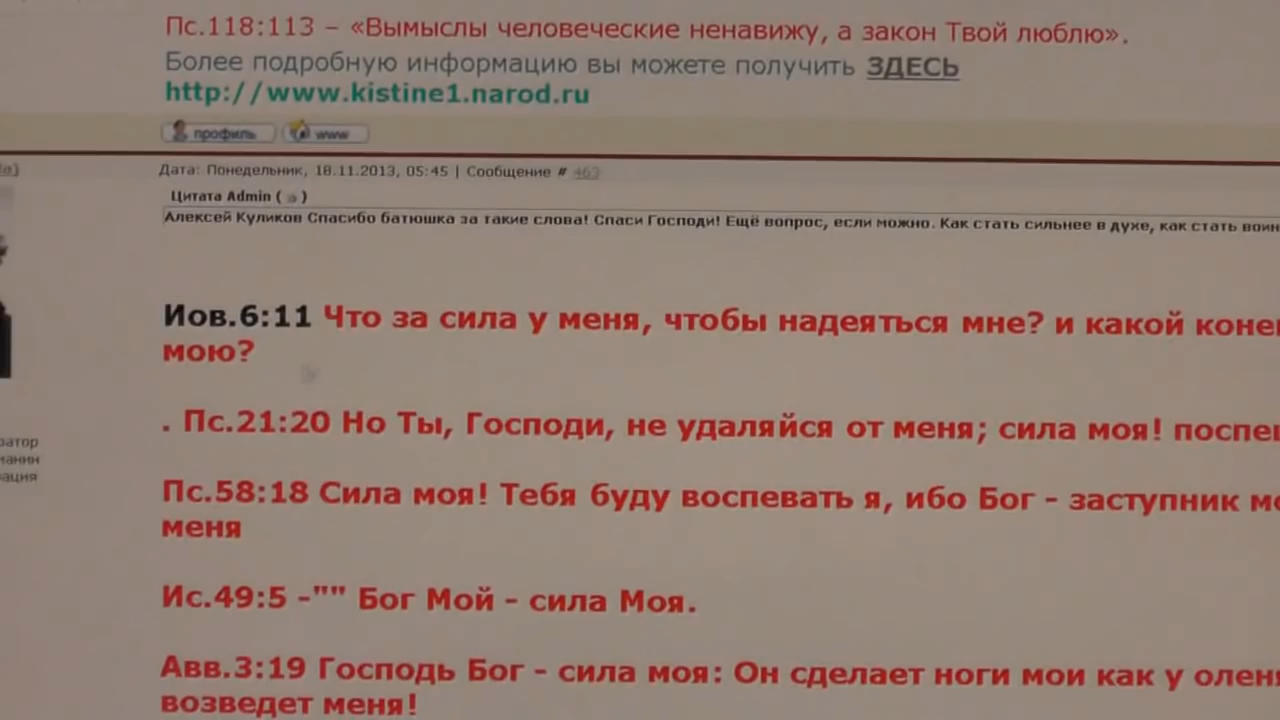 Пс.118:113 – «Вымыслы человеческие ненавижу, а закон Твой люблю».
Более подробную информацию вы можете получить ЗДЕСЬ
http://www.kistine1.narod.ru
профиль www
Дата: Понедельник, 18.11.2013, 05:45 | Сообщение # 463
Цитата Admin ( )
Алексей Куликов Спасибо батюшка за такие слова! Спаси Господи! Ещё вопрос, если можно. Как стать сильнее в духе, как стать воин
Иов.6:11 Что за сила у меня, чтобы надеяться мне? и какой коне
мою?
. Пс.21:20 Но Ты, Господи, не удаляйся от меня; сила моя! поспе
Пс.58:18 Сила моя! Тебя буду воспевать я, ибо Бог - заступник м
меня
Ис.49:5 -"" Бог Мой - сила Моя.
Авв.3:19 Господь Бог - сила моя: Он сделает ноги мои как у олен
возведет меня!
ратор
ация